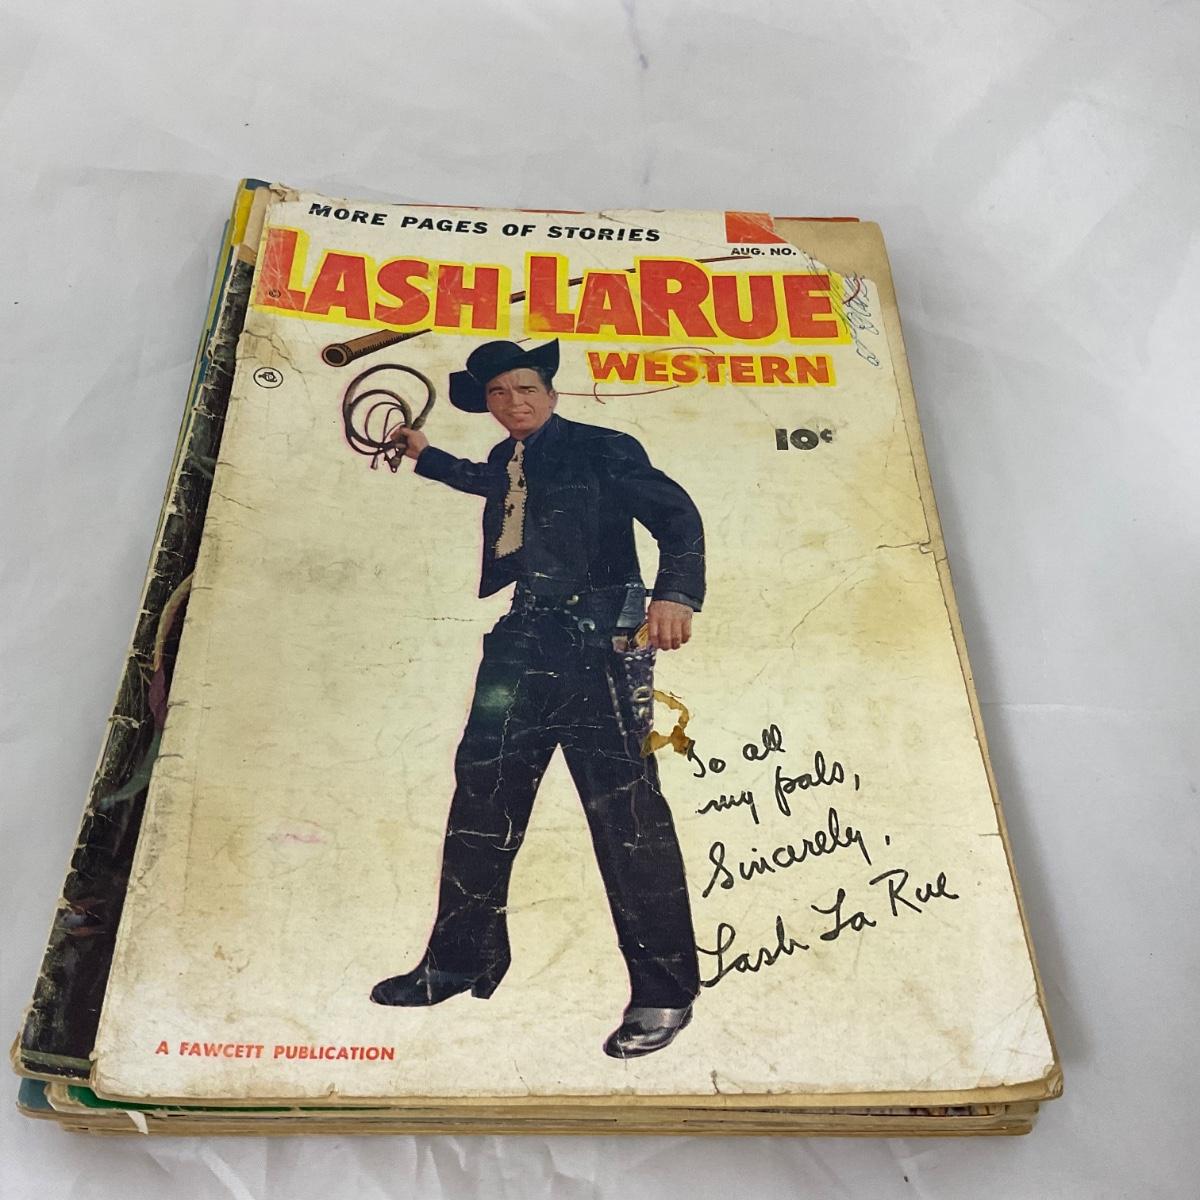 MORE PAGES OF STORIES
AUG. NO.
LASH LARUE
WESTERN
10¢
To all
my pals,
Sincerely,
Lash La Rue
A FAWCETT PUBLICATION